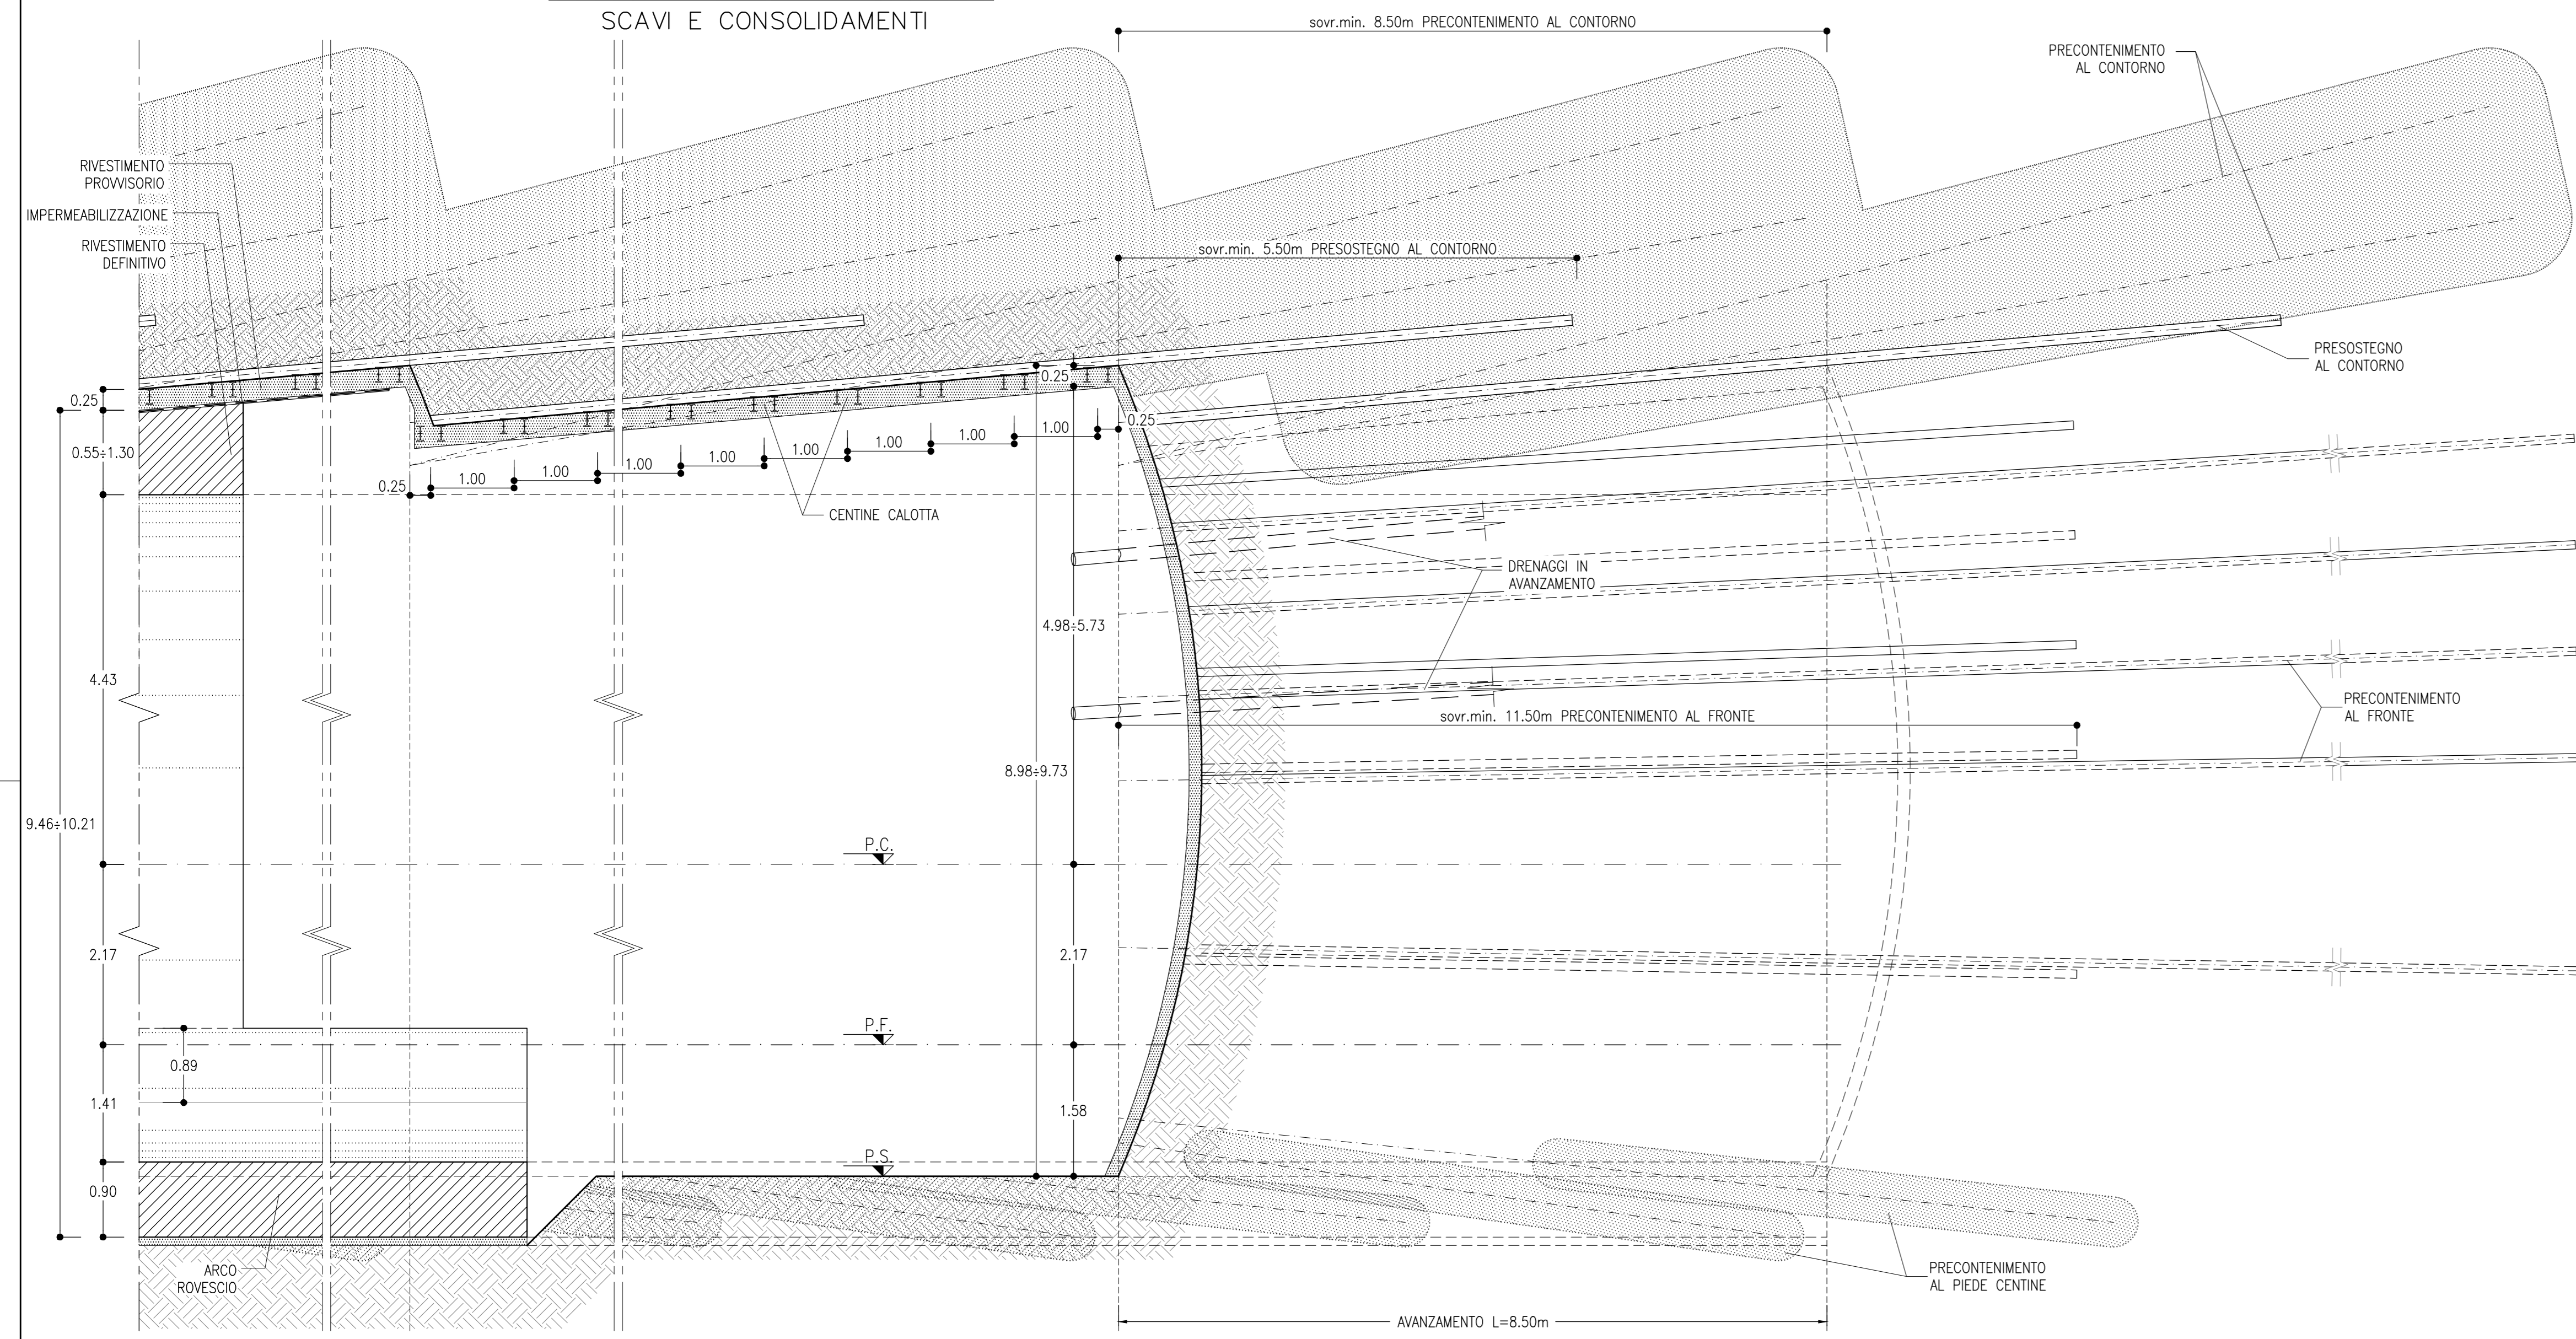 SCAVI E CONSOLIDAMENTI
sovr.min. 8.50m PRECONTENIMENTO AL CONTORNO
PRECONTENIMENTO
AL CONTORNO
RIVESTIMENTO
PROVVISORIO
IMPERMEABILIZZAZIONE
RIVESTIMENTO
DEFINITIVO
sovr.min. 5.50m PRESOSTEGNO AL CONTORNO
PRESOSTEGNO
AL CONTORNO
0.25
0.25
0.25
0.55÷1.30
1.00
1.00
1.00
1.00
1.00
1.00
1.00
1.00
0.25
CENTINE CALOTTA
DRENAGGI IN
AVANZAMENTO
4.98÷5.73
4.43
PRECONTENIMENTO
AL FRONTE
sovr.min. 11.50m PRECONTENIMENTO AL FRONTE
8.98÷9.73
9.46÷10.21
P.C.
2.17
2.17
P.F.
0.89
1.41
1.58
P.S.
0.90
ARCO
ROVESCIO
PRECONTENIMENTO
AL PIEDE CENTINE
AVANZAMENTO L=8.50m